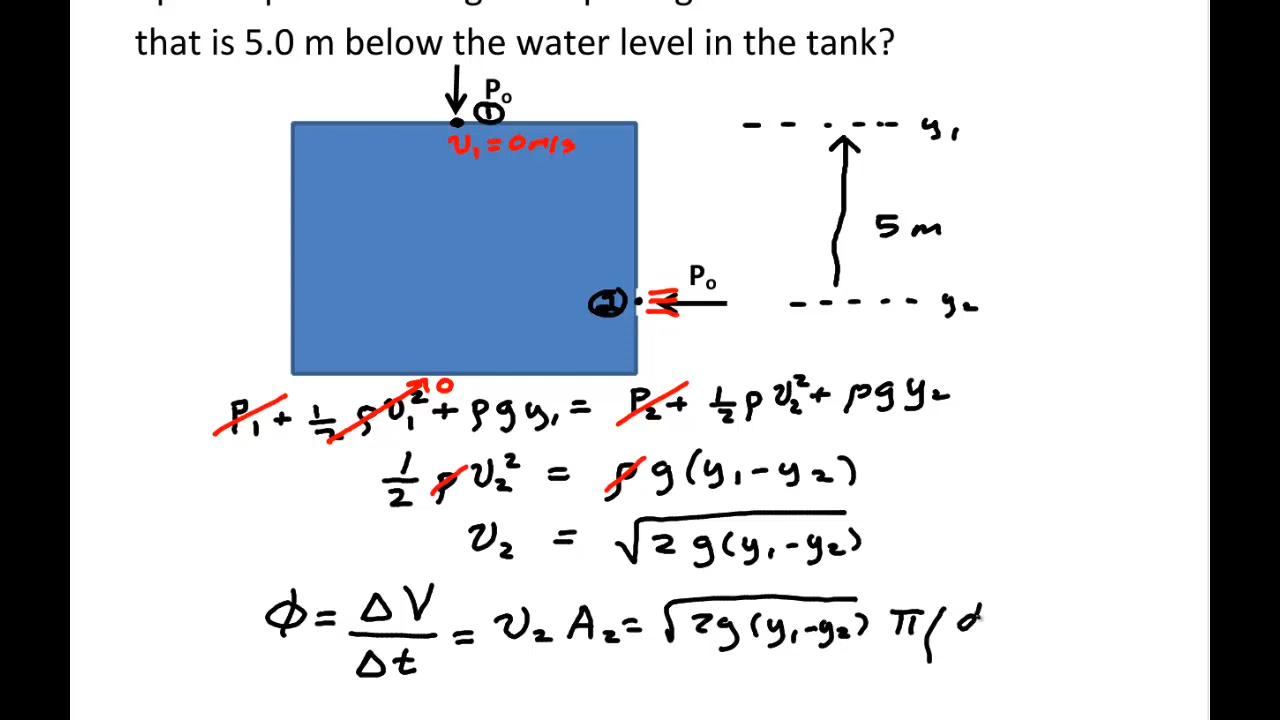 that is 5.0 m below the water level in the tank?
P₀
①
v₁ = 0 m/s
y₁
5 m
P₀
②
y₂
0
P₁ + ½ρv₁² + ρgy₁ = P₂ + ½ρv₂² + ρgy₂
½ρv₂² = ρg(y₁-y₂)
v₂ = √2g(y₁-y₂)
ϕ = ΔV/Δt = v₂A₂ = √2g(y₁-y₂) π(d